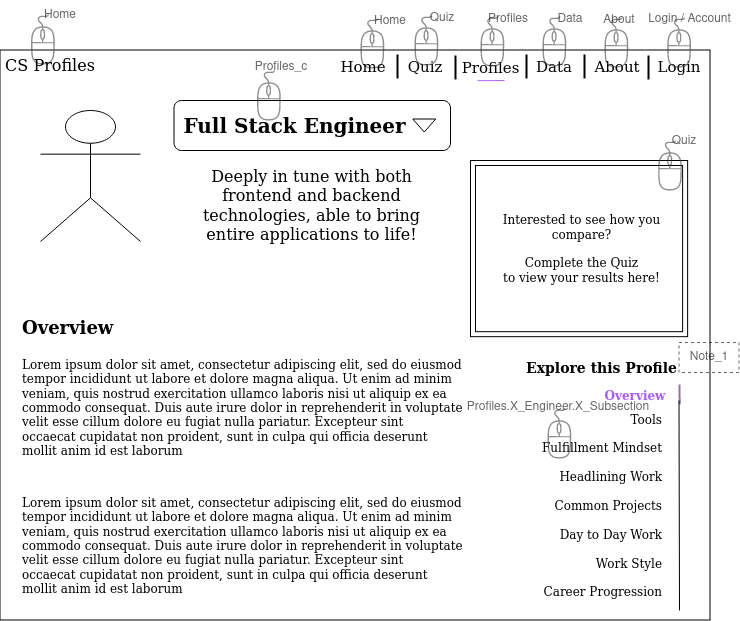 Home
Home
Quiz
Profiles
Data
About
Login / Account
CS Profiles
Home
Quiz
Profiles
Data
About
Login
Profiles_c
Full Stack Engineer
Deeply in tune with both
frontend and backend
technologies, able to bring
entire applications to life!
Quiz
Interested to see how you
compare?
Complete the Quiz
to view your results here!
Overview
Lorem ipsum dolor sit amet, consectetur adipiscing elit, sed do eiusmod
tempor incididunt ut labore et dolore magna aliqua. Ut enim ad minim
veniam, quis nostrud exercitation ullamco laboris nisi ut aliquip ex ea
commodo consequat. Duis aute irure dolor in reprehenderit in voluptate
velit esse cillum dolore eu fugiat nulla pariatur. Excepteur sint
occaecat cupidatat non proident, sunt in culpa qui officia deserunt
mollit anim id est laborum
Lorem ipsum dolor sit amet, consectetur adipiscing elit, sed do eiusmod
tempor incididunt ut labore et dolore magna aliqua. Ut enim ad minim
veniam, quis nostrud exercitation ullamco laboris nisi ut aliquip ex ea
commodo consequat. Duis aute irure dolor in reprehenderit in voluptate
velit esse cillum dolore eu fugiat nulla pariatur. Excepteur sint
occaecat cupidatat non proident, sunt in culpa qui officia deserunt
mollit anim id est laborum
Note_1
Explore this Profile
Overview
Profiles.X_Engineer.X_Subsection
Tools
Fulfillment Mindset
Headlining Work
Common Projects
Day to Day Work
Work Style
Career Progression